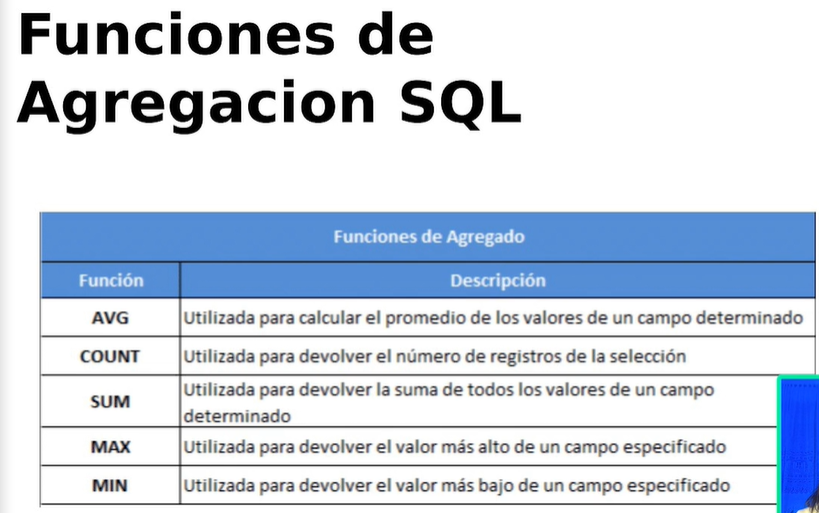 Funciones de
Agregacion SQL
Funciones de Agregado
Función Descripción
AVG Utilizada para calcular el promedio de los valores de un campo determinado
COUNT Utilizada para devolver el número de registros de la selección
SUM Utilizada para devolver la suma de todos los valores de un campo
determinado
MAX Utilizada para devolver el valor más alto de un campo especificado
MIN Utilizada para devolver el valor más bajo de un campo especificado